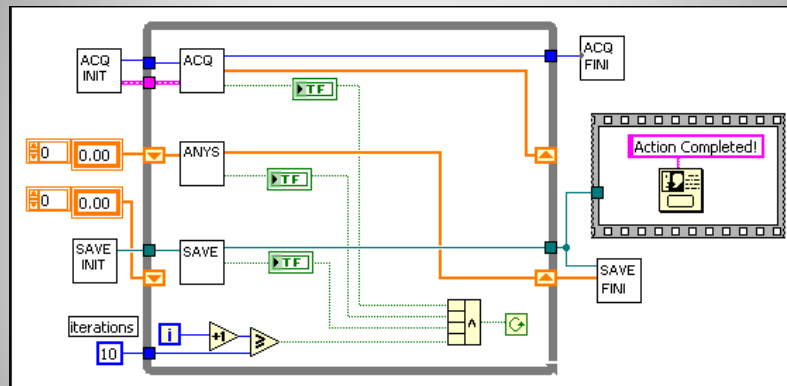 ACQ
INIT
ACQ
ACQ
FINI
TF
Action Completed!
0
0.00
ANYS
TF
0
0.00
SAVE
INIT
SAVE
TF
SAVE
FINI
iterations
10
i
+1
≥
∧